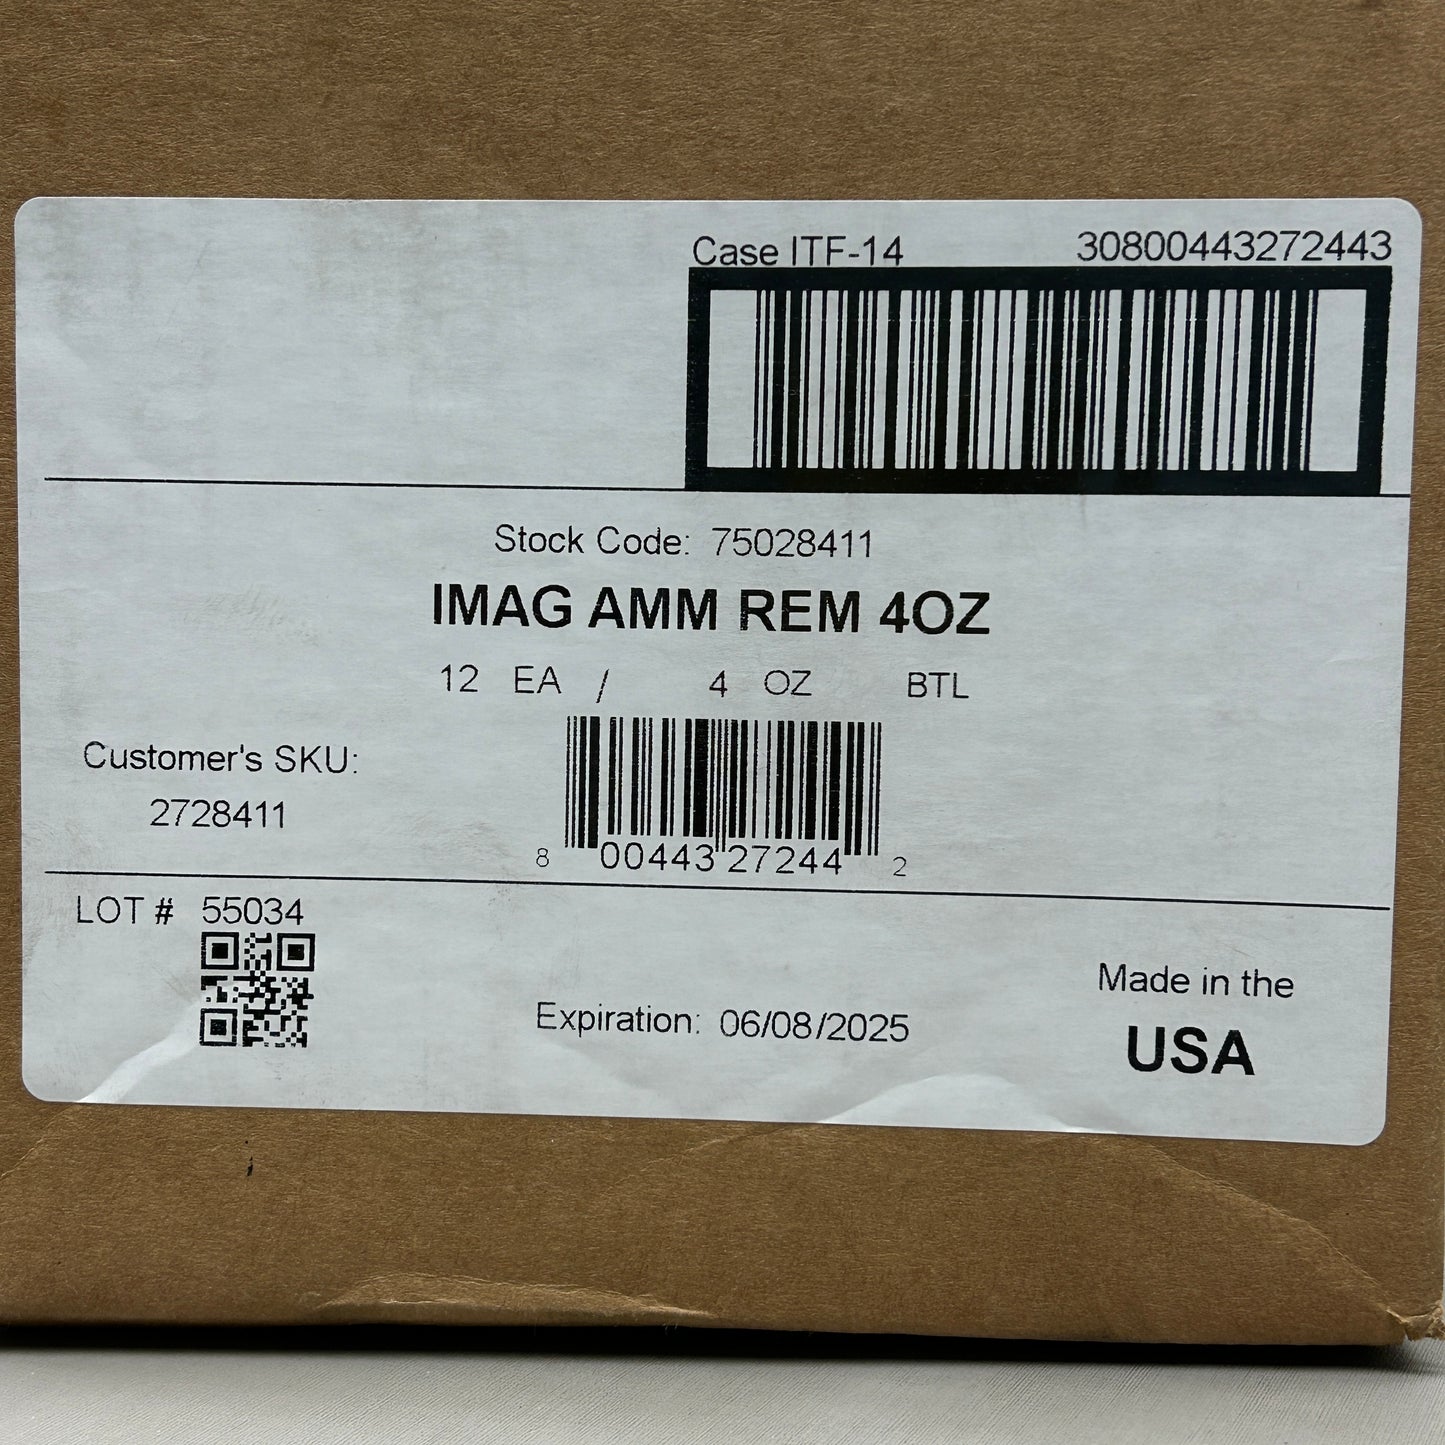 Case ITF-14 30800443272443
Stock Code: 75028411
IMAG AMM REM 4OZ
12 EA / 4 OZ BTL
Customer's SKU:
2728411
8 00443 27244 2
LOT # 55034
Expiration: 06/08/2025
Made in the
USA